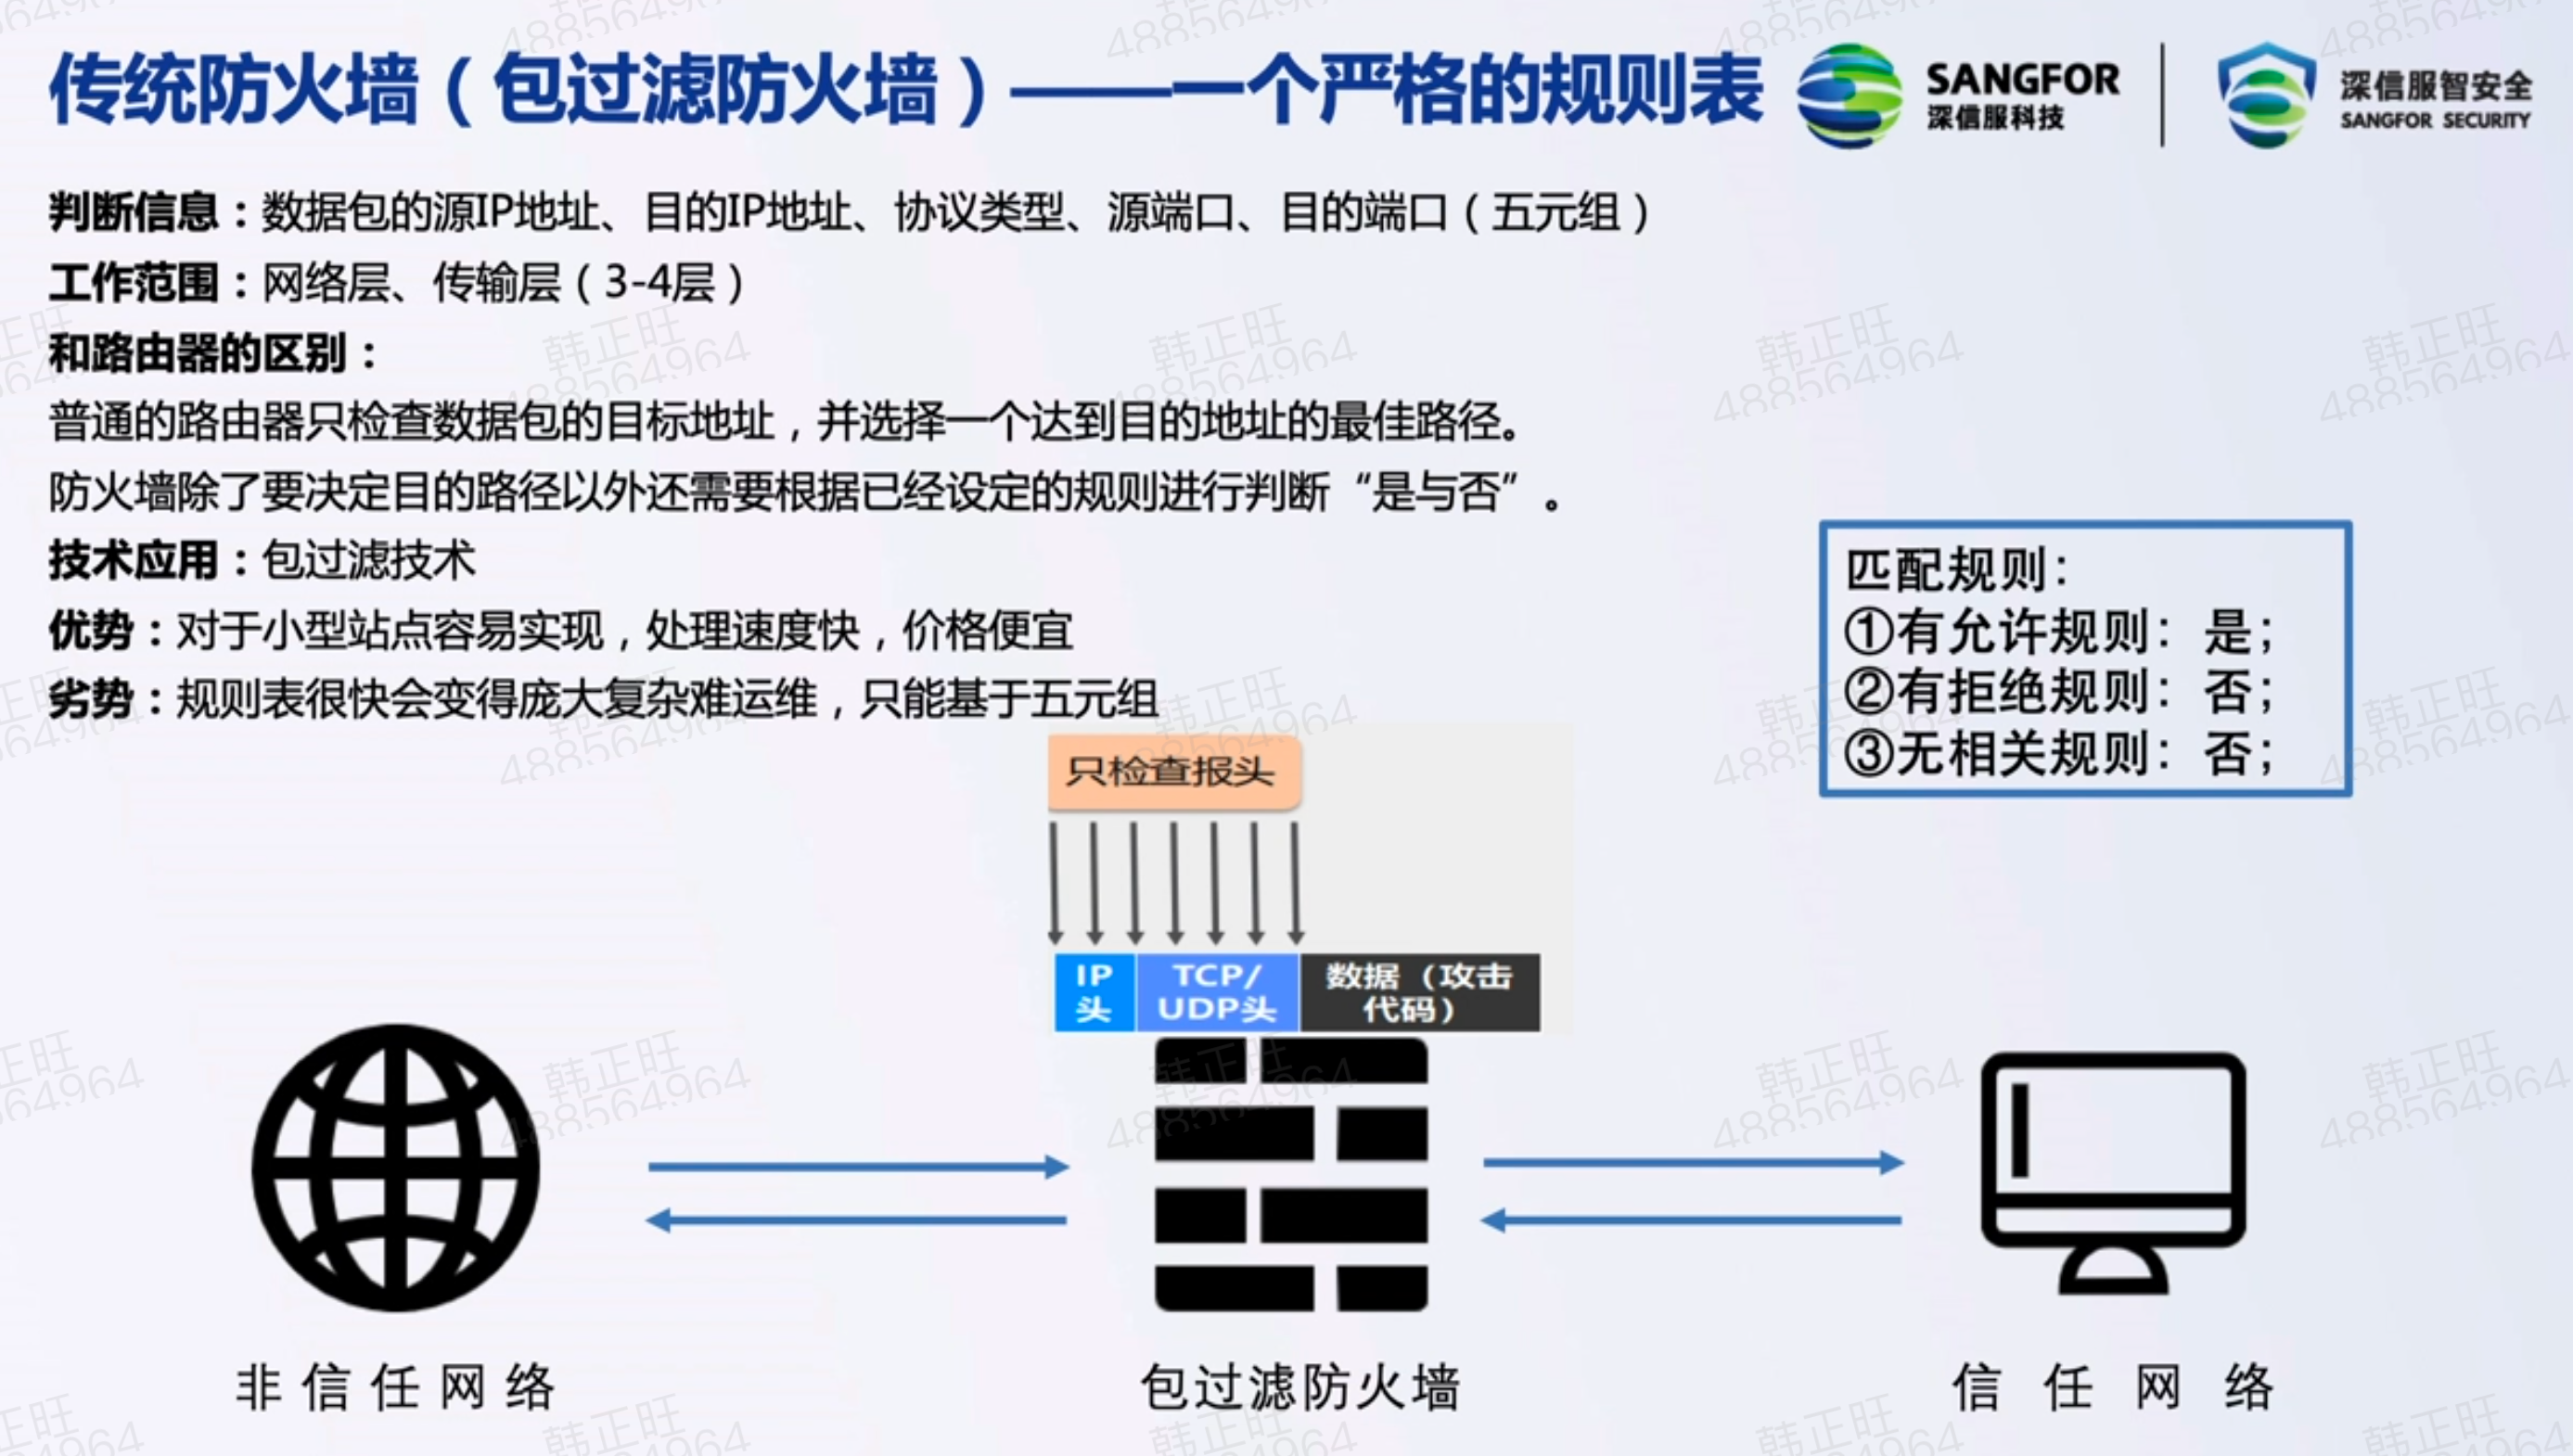 传统防火墙（包过滤防火墙）——一个严格的规则表
SANGFOR
深信服科技
深信服智安全
SANGFOR SECURITY
判断信息：数据包的源IP地址、目的IP地址、协议类型、源端口、目的端口（五元组）
工作范围：网络层、传输层（3-4层）
和路由器的区别：
普通的路由器只检查数据包的目标地址，并选择一个达到目的地址的最佳路径。
防火墙除了要决定目的路径以外还需要根据已经设定的规则进行判断“是与否”。
技术应用：包过滤技术
优势：对于小型站点容易实现，处理速度快，价格便宜
劣势：规则表很快会变得庞大复杂难运维，只能基于五元组
匹配规则：
①有允许规则：是；
②有拒绝规则：否；
③无相关规则：否；
只检查报头
IP
头
TCP/
UDP头
数据（攻击
代码）
非信任网络
包过滤防火墙
信任网络
韩正旺
488564964